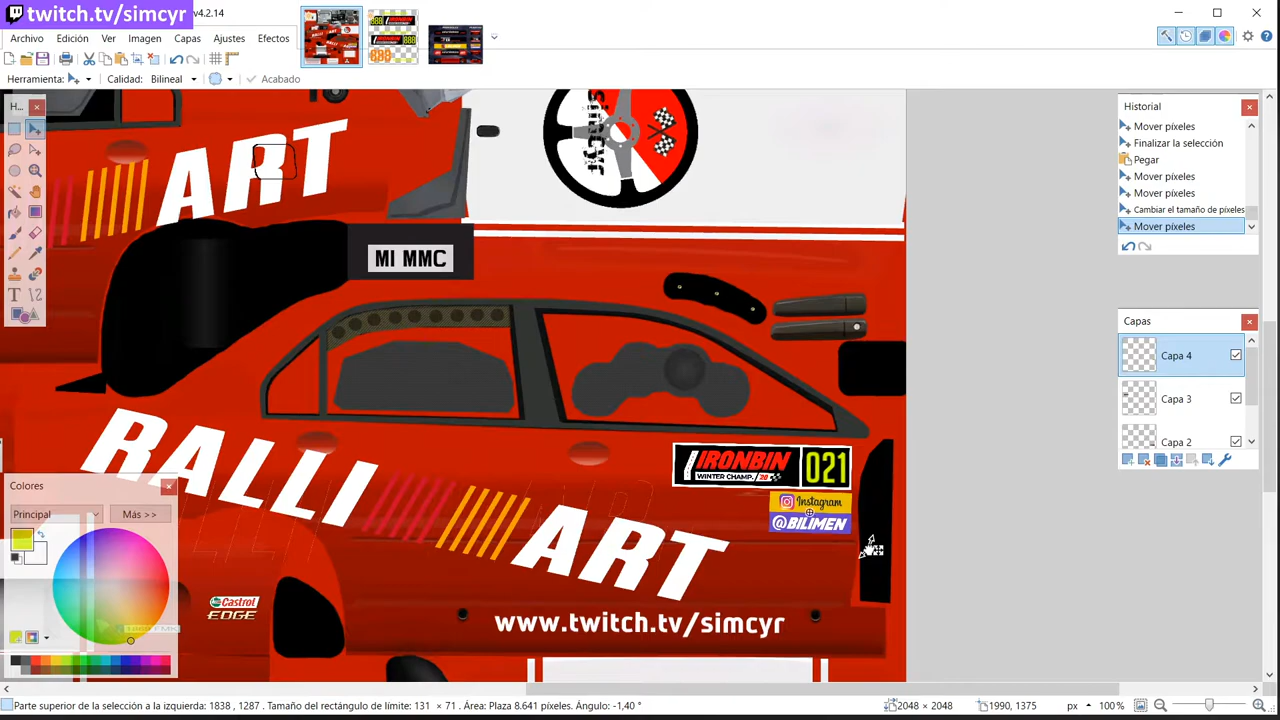 twitch.tv/simcyr
v4.2.14
Archivo Edición Ver Imagen Capas Ajustes Efectos
Herramienta: Calidad: Bilineal Acabado
H...
Historial
Mover píxeles
Finalizar la selección
Pegar
Mover píxeles
Mover píxeles
Cambiar el tamaño de píxeles
Mover píxeles
ART
simcyr
MI MMC
Capas
Capa 4
Capa 3
Capa 2
RALLI ART
IRONBIN 021
WINTER CHAMP. '20
Instagram
@BILIMEN
Castrol
EDGE
www.twitch.tv/simcyr
Colores
Principal Más >>
Parte superior de la selección a la izquierda: 1838 , 1287 . Tamaño del rectángulo de límite: 131 × 71 . Área: Plaza 8.641 píxeles. Ángulo: -1,40 °
2048 × 2048 1990, 1375 px 100%